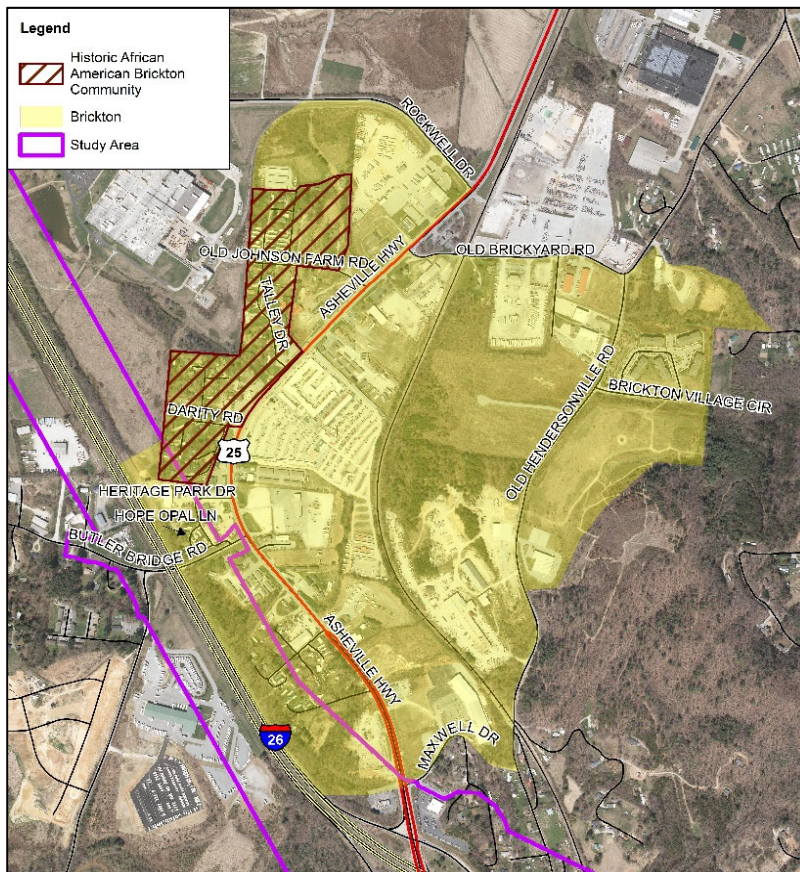 Legend
Historic African
American Brickton
Community
Brickton
Study Area
ROCKWELL DR
OLD JOHNSON FARM RD
ASHEVILLE HWY
OLD BRICKYARD RD
TALLEY DR
OLD HENDERSONVILLE RD
BRICKTON VILLAGE CIR
DARITY RD
25
HERITAGE PARK DR
HOPE OPAL LN
BUTLER BRIDGE RD
ASHEVILLE HWY
26
MAXWELL DR